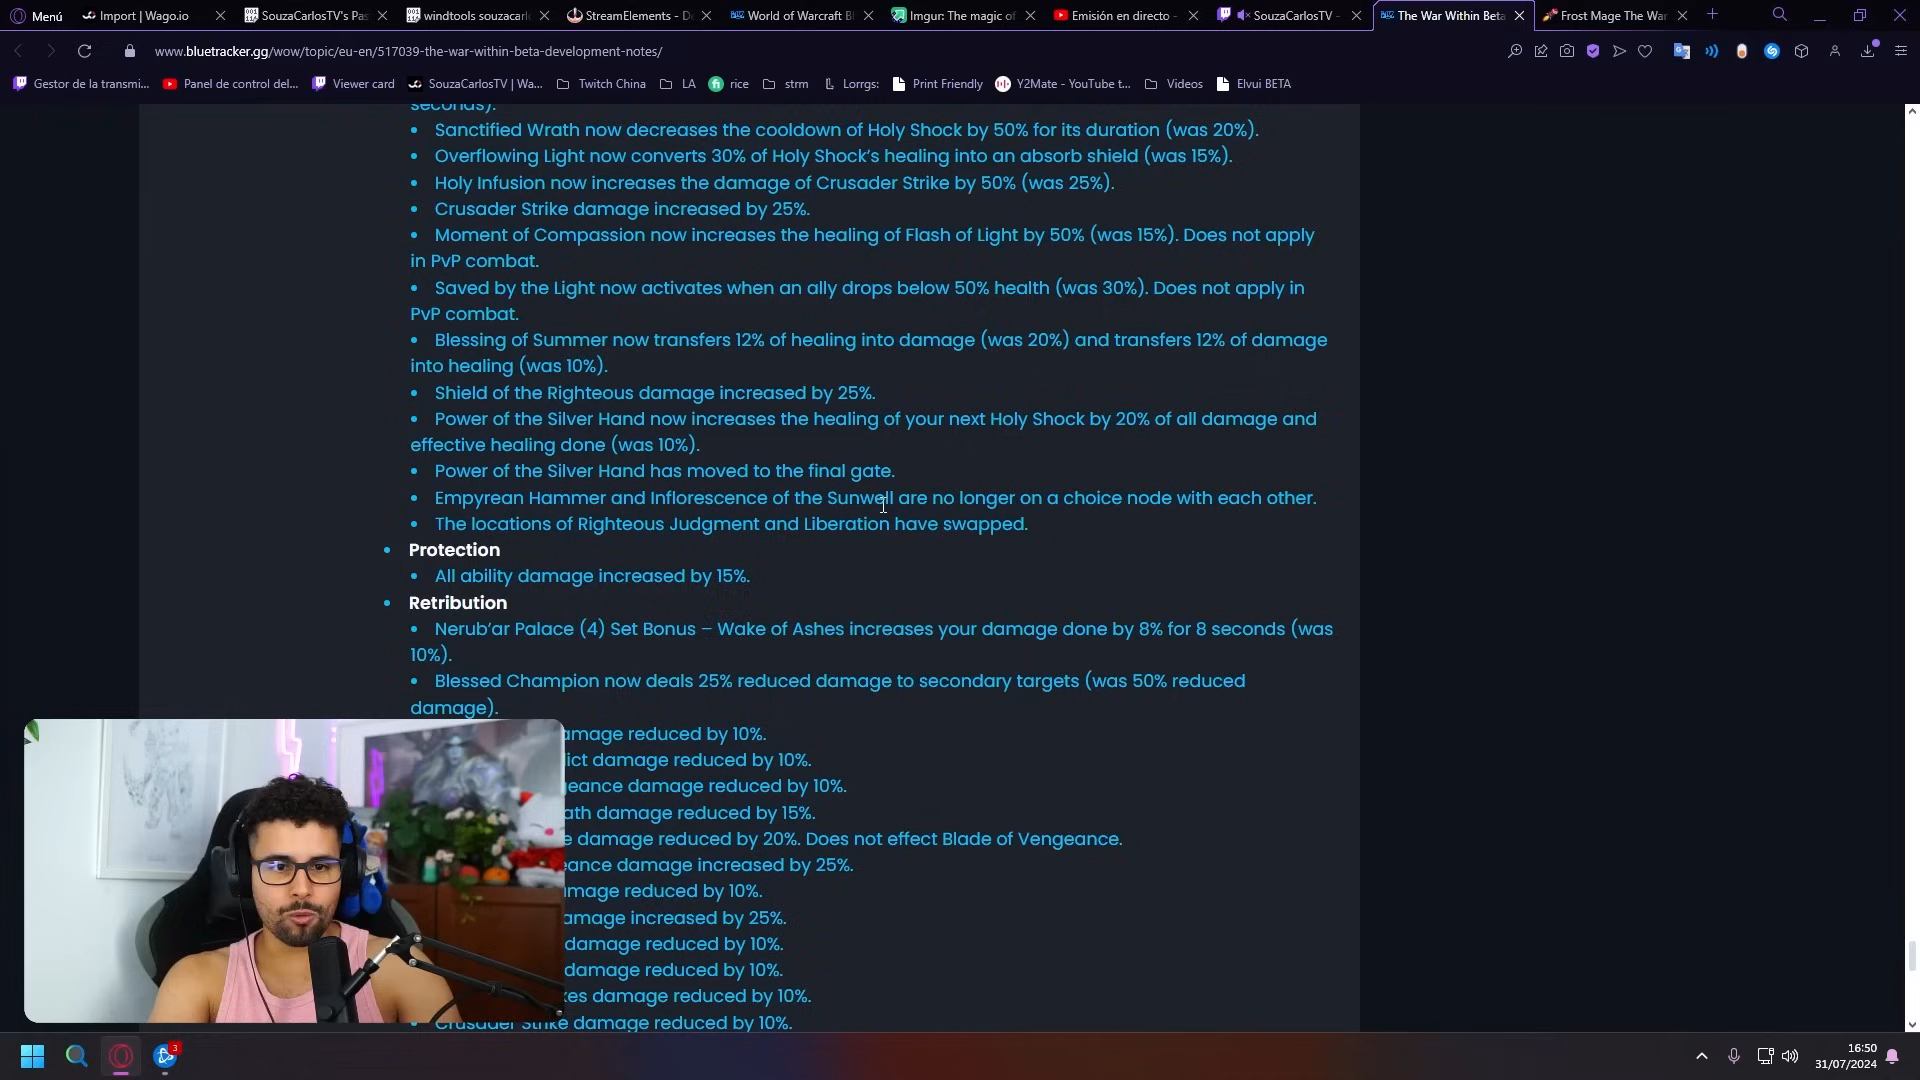 Menú
Import | Wago.io
SouzaCarlosTV's Pas
windtools souzacarl
StreamElements - D
World of Warcraft B
Imgur: The magic of
Emisión en directo -
SouzaCarlosTV -
The War Within Beta
Frost Mage The War
www.bluetracker.gg/wow/topic/eu-en/517039-the-war-within-beta-development-notes/
Gestor de la transmi...
Panel de control del...
Viewer card
SouzaCarlosTV | Wa...
Twitch China
LA
rice
strm
Lorrgs:
Print Friendly
Y2Mate - YouTube t...
Videos
Elvui BETA
seconds).
Sanctified Wrath now decreases the cooldown of Holy Shock by 50% for its duration (was 20%).
Overflowing Light now converts 30% of Holy Shock’s healing into an absorb shield (was 15%).
Holy Infusion now increases the damage of Crusader Strike by 50% (was 25%).
Crusader Strike damage increased by 25%.
Moment of Compassion now increases the healing of Flash of Light by 50% (was 15%). Does not apply
in PvP combat.
Saved by the Light now activates when an ally drops below 50% health (was 30%). Does not apply in
PvP combat.
Blessing of Summer now transfers 12% of healing into damage (was 20%) and transfers 12% of damage
into healing (was 10%).
Shield of the Righteous damage increased by 25%.
Power of the Silver Hand now increases the healing of your next Holy Shock by 20% of all damage and
effective healing done (was 10%).
Power of the Silver Hand has moved to the final gate.
Empyrean Hammer and Inflorescence of the Sunwell are no longer on a choice node with each other.
The locations of Righteous Judgment and Liberation have swapped.
Protection
All ability damage increased by 15%.
Retribution
Nerub’ar Palace (4) Set Bonus – Wake of Ashes increases your damage done by 8% for 8 seconds (was
10%).
Blessed Champion now deals 25% reduced damage to secondary targets (was 50% reduced
damage).
amage reduced by 10%.
dict damage reduced by 10%.
geance damage reduced by 10%.
ath damage reduced by 15%.
e damage reduced by 20%. Does not effect Blade of Vengeance.
eance damage increased by 25%.
amage reduced by 10%.
amage increased by 25%.
damage reduced by 10%.
damage reduced by 10%.
kes damage reduced by 10%.
Crusader Strike damage reduced by 10%.
3
16:50
31/07/2024